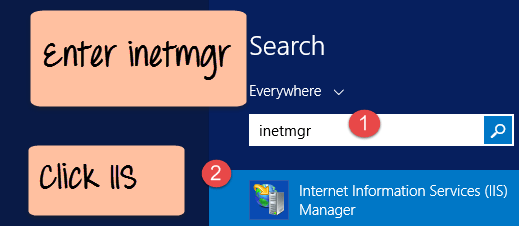 Enter inetmgr
Search
Everywhere
inetmgr
1
Click IIS
2
Internet Information Services (IIS)
Manager